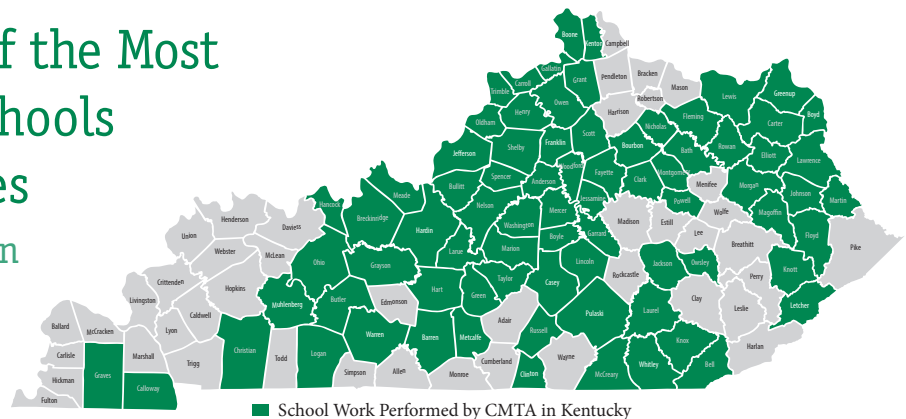 f the Most
hools
es
n
Boone
Kenton
Campbell
Gallatin
Pendleton
Bracken
Grant
Carroll
Trimble
Mason
Robertson
Lewis
Greenup
Owen
Henry
Harrison
Fleming
Boyd
Carter
Oldham
Nicholas
Scott
Franklin
Bourbon
Rowan
Shelby
Jefferson
Bath
Elliott
Lawrence
Woodford
Fayette
Montgomery
Spencer
Anderson
Clark
Bullitt
Menifee
Morgan
Johnson
Martin
Meade
Jessamine
Powell
Hancock
Nelson
Mercer
Wolfe
Magoffin
Breckinridge
Henderson
Washington
Madison
Estill
Daviess
Hardin
Garrard
Lee
Floyd
Union
Boyle
Breathitt
Pike
Webster
McLean
Larue
Marion
Lincoln
Ohio
Grayson
Jackson
Owsley
Knott
Rockcastle
Crittenden
Taylor
Casey
Perry
Hopkins
Hart
Green
Livingston
Butler
Edmonson
Clay
Muhlenberg
Letcher
Leslie
Caldwell
Pulaski
Laurel
Adair
Ballard
McCracken
Lyon
Russell
Warren
Barren
Metcalfe
Knox
Harlan
Carlisle
Marshall
Christian
Todd
Logan
Wayne
Trigg
Cumberland
Whitley
Bell
Graves
Hickman
Simpson
Allen
Monroe
Clinton
McCreary
Calloway
Fulton
School Work Performed by CMTA in Kentucky